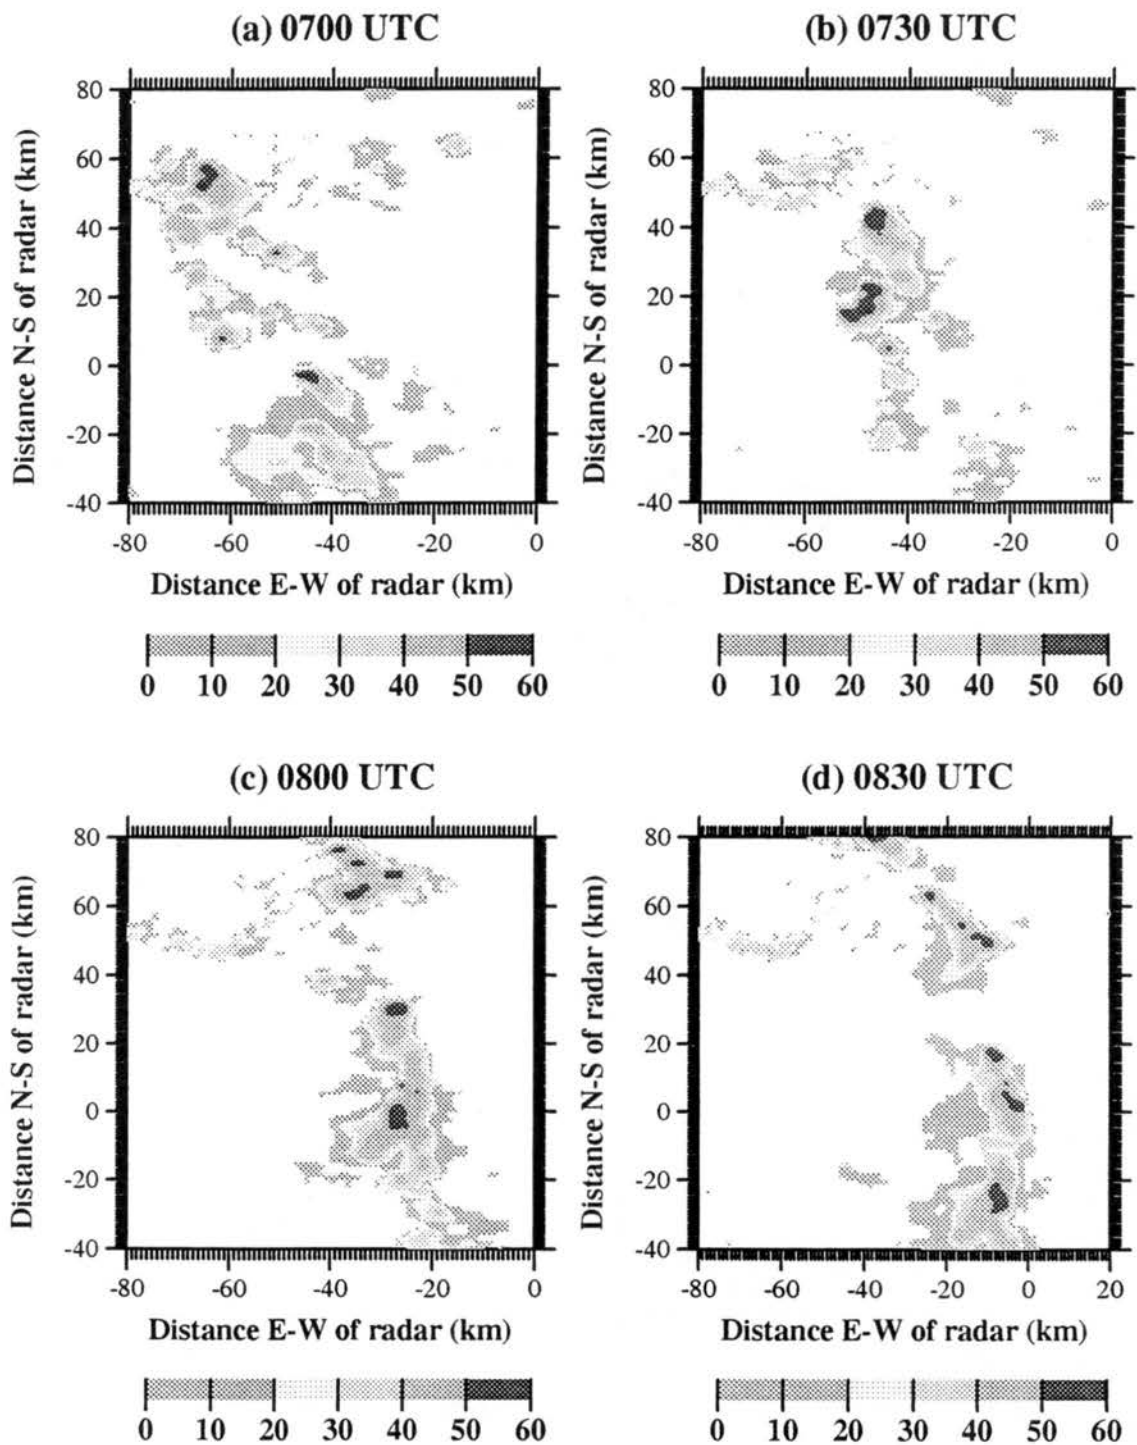 (a) 0700 UTC
(b) 0730 UTC
Distance N-S of radar (km)
80
60
40
20
0
-20
-40
-80 -60 -40 -20 0
Distance E-W of radar (km)
0 10 20 30 40 50 60
Distance N-S of radar (km)
80
60
40
20
0
-20
-40
-80 -60 -40 -20 0
Distance E-W of radar (km)
0 10 20 30 40 50 60
(c) 0800 UTC
(d) 0830 UTC
Distance N-S of radar (km)
80
60
40
20
0
-20
-40
-80 -60 -40 -20 0
Distance E-W of radar (km)
0 10 20 30 40 50 60
Distance N-S of radar (km)
80
60
40
20
0
-20
-40
-80 -60 -40 -20 0 20
Distance E-W of radar (km)
0 10 20 30 40 50 60